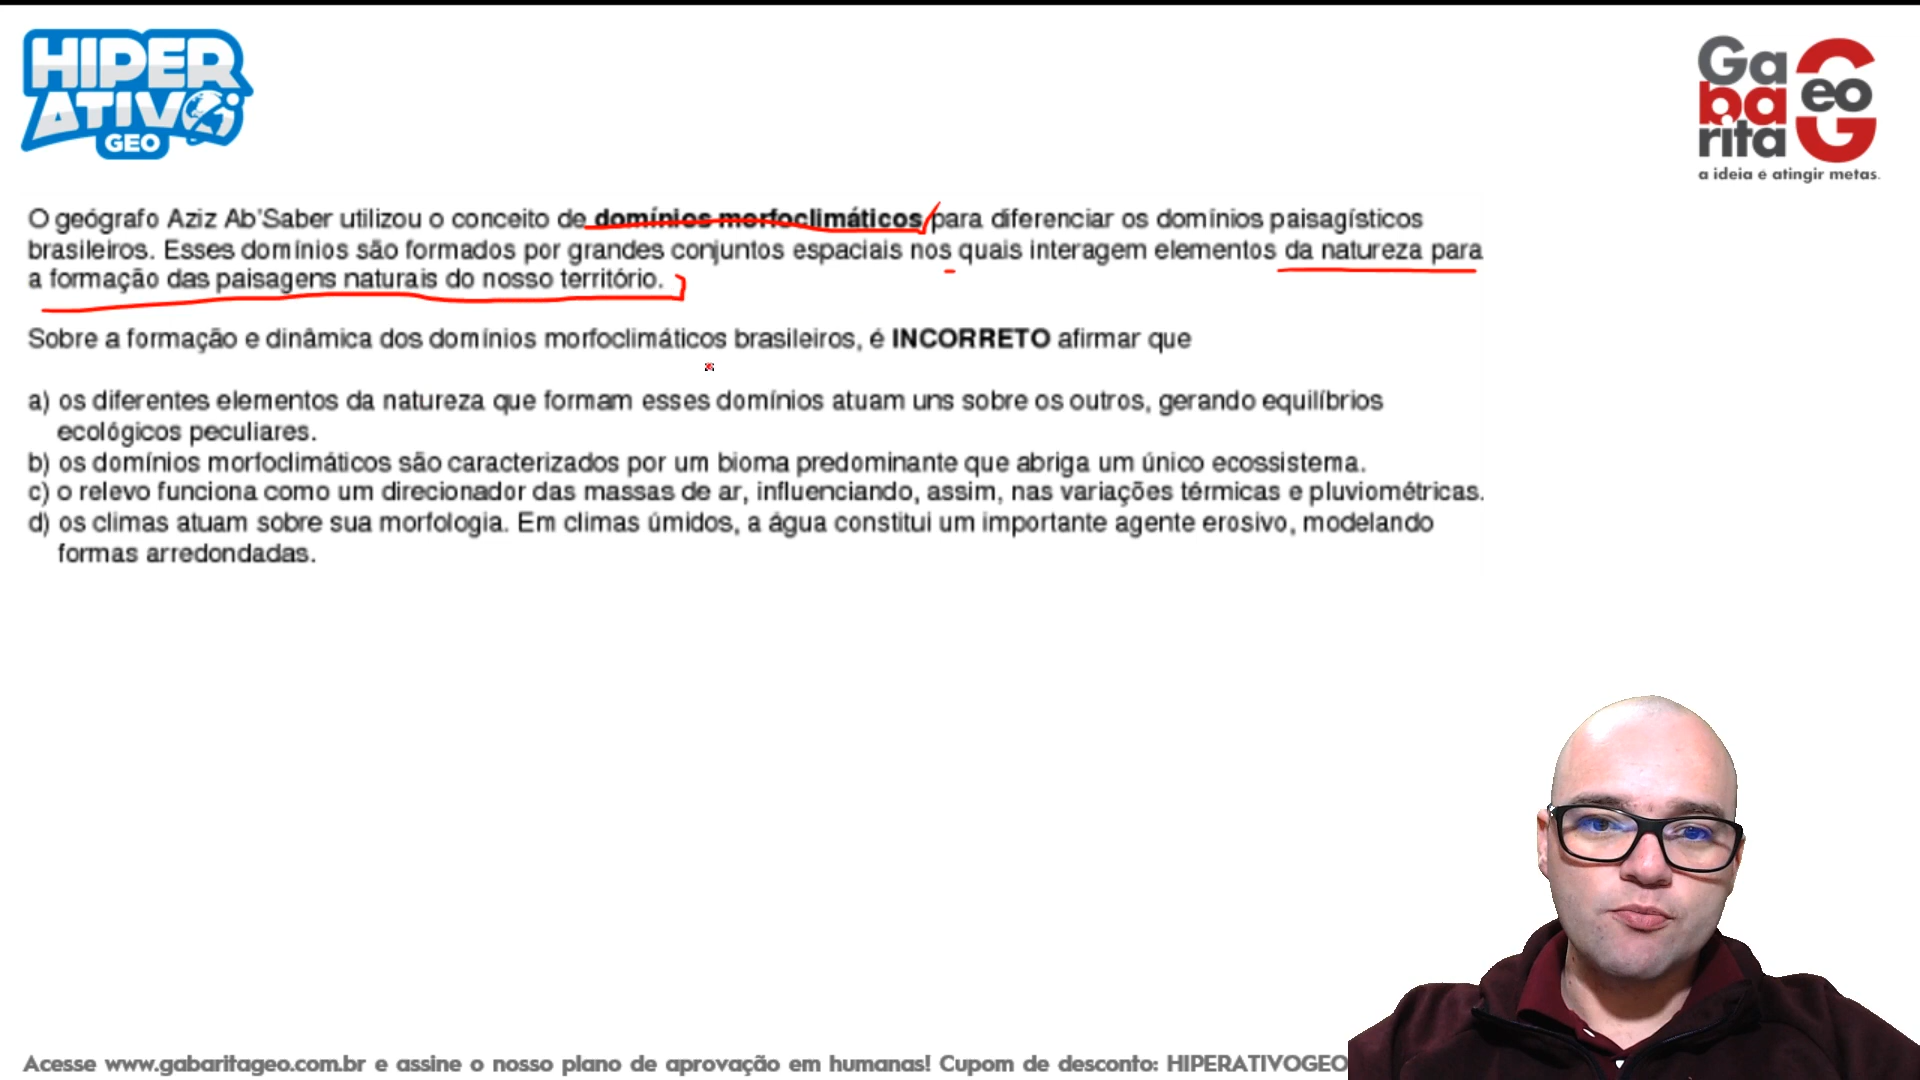 HIPER
ATIVO
GEO
Ga
ba
rita
eo
G
a ideia é atingir metas.
O geógrafo Aziz Ab'Saber utilizou o conceito de domínios morfoclimáticos para diferenciar os domínios paisagísticos
brasileiros. Esses domínios são formados por grandes conjuntos espaciais nos quais interagem elementos da natureza para
a formação das paisagens naturais do nosso território.
Sobre a formação e dinâmica dos domínios morfoclimáticos brasileiros, é INCORRETO afirmar que
a) os diferentes elementos da natureza que formam esses domínios atuam uns sobre os outros, gerando equilíbrios
ecológicos peculiares.
b) os domínios morfoclimáticos são caracterizados por um bioma predominante que abriga um único ecossistema.
c) o relevo funciona como um direcionador das massas de ar, influenciando, assim, nas variações térmicas e pluviométricas.
d) os climas atuam sobre sua morfologia. Em climas úmidos, a água constitui um importante agente erosivo, modelando
formas arredondadas.
Acesse www.gabaritageo.com.br e assine o nosso plano de aprovação em humanas! Cupom de desconto: HIPERATIVOGEO